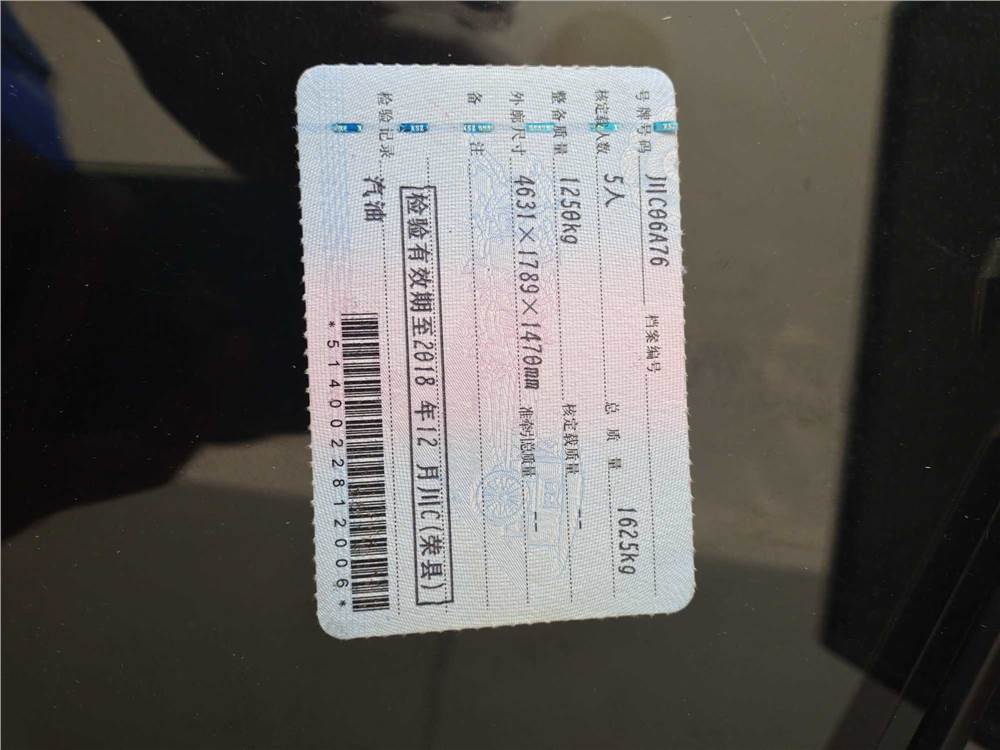 号牌号码 川C06A76 档案编号
核定载人数 5人 总质量 1625kg
整备质量 1250kg 核定载质量 --
外廓尺寸 4631×1789×1470mm 准牵引总质量 --
备注
检验有效期至2018年12月川C(荣县)
检验记录
汽油
*5140022812006*